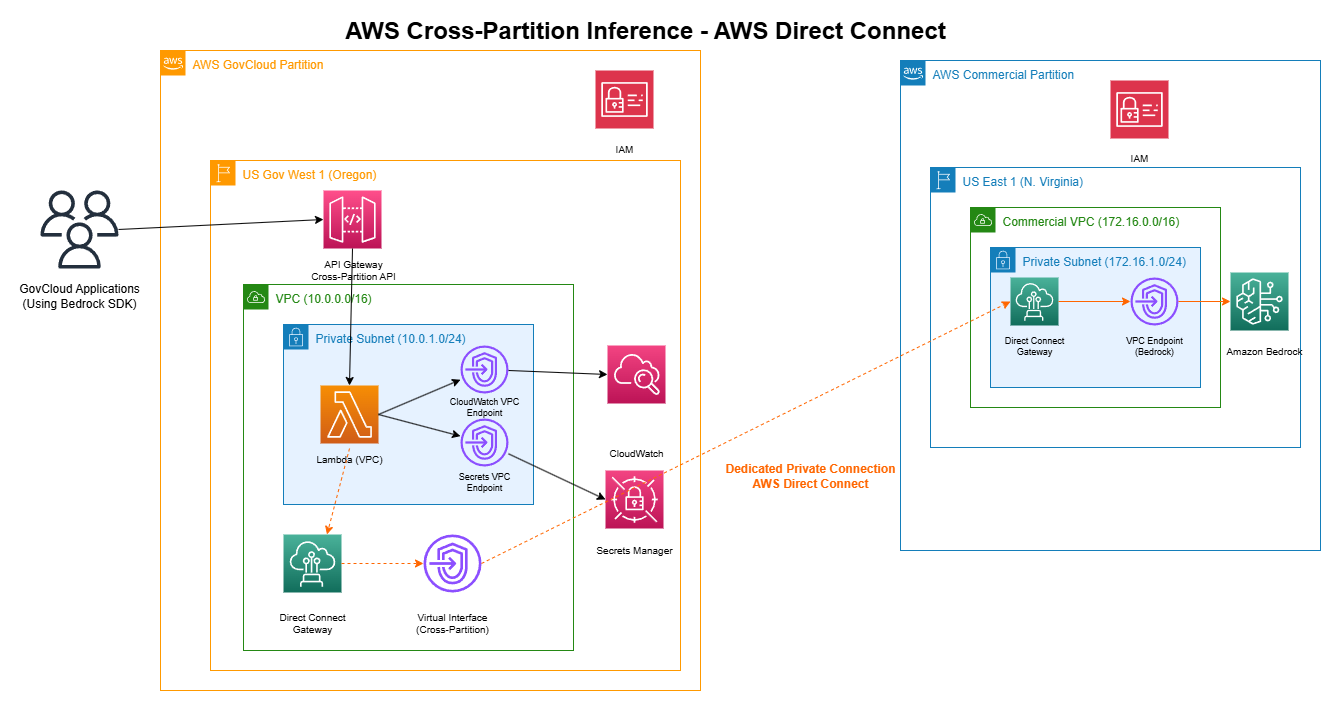 AWS Cross-Partition Inference - AWS Direct Connect
aws
AWS GovCloud Partition
IAM
US Gov West 1 (Oregon)
GovCloud Applications
(Using Bedrock SDK)
API Gateway
Cross-Partition API
VPC (10.0.0.0/16)
Private Subnet (10.0.1.0/24)
CloudWatch VPC
Endpoint
Lambda (VPC)
Secrets VPC
Endpoint
CloudWatch
Secrets Manager
Direct Connect
Gateway
Virtual Interface
(Cross-Partition)
Dedicated Private Connection
AWS Direct Connect
aws
AWS Commercial Partition
IAM
US East 1 (N. Virginia)
Commercial VPC (172.16.0.0/16)
Private Subnet (172.16.1.0/24)
Direct Connect
Gateway
VPC Endpoint
(Bedrock)
Amazon Bedrock